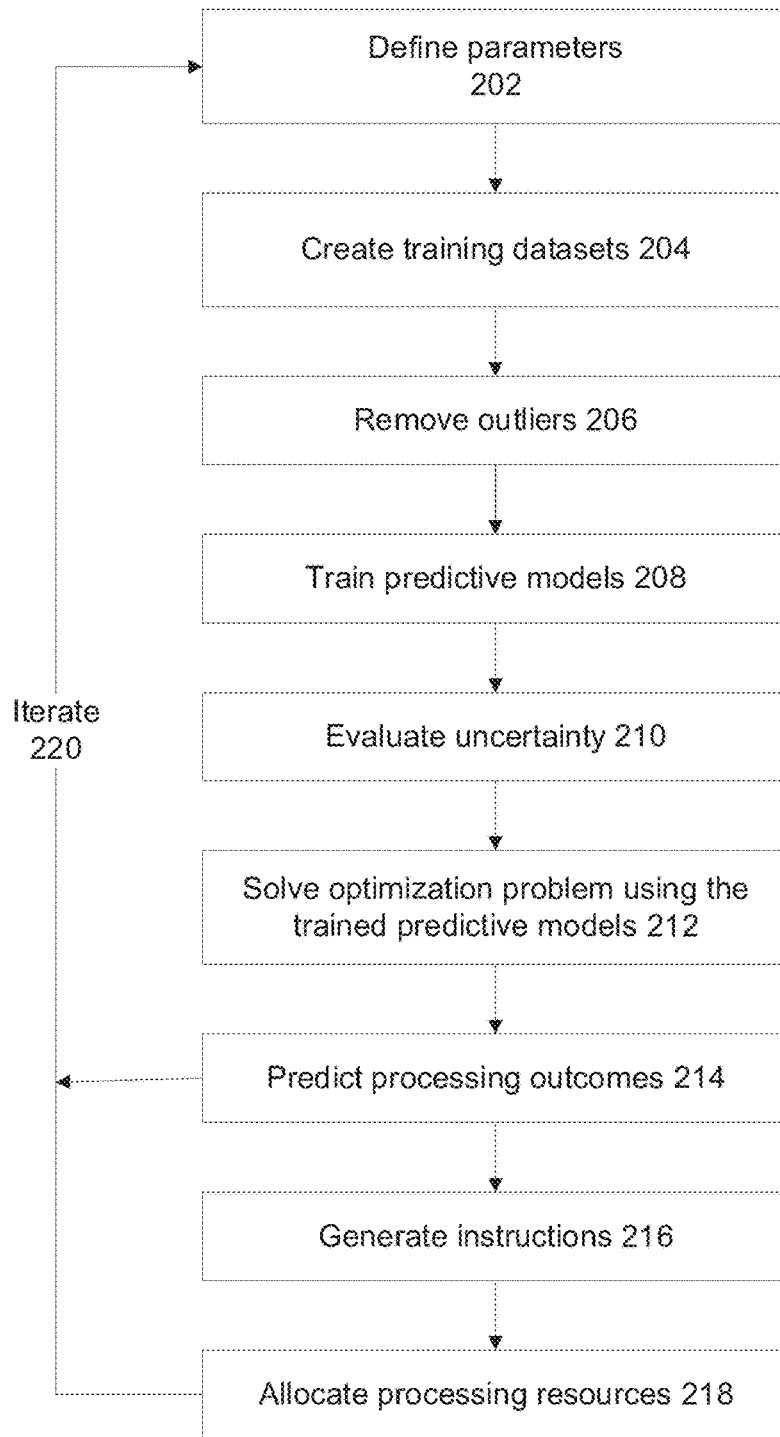 Define parameters
202
Create training datasets 204
Remove outliers 206
Train predictive models 208
Iterate
220
Evaluate uncertainty 210
Solve optimization problem using the
trained predictive models 212
Predict processing outcomes 214
Generate instructions 216
Allocate processing resources 218